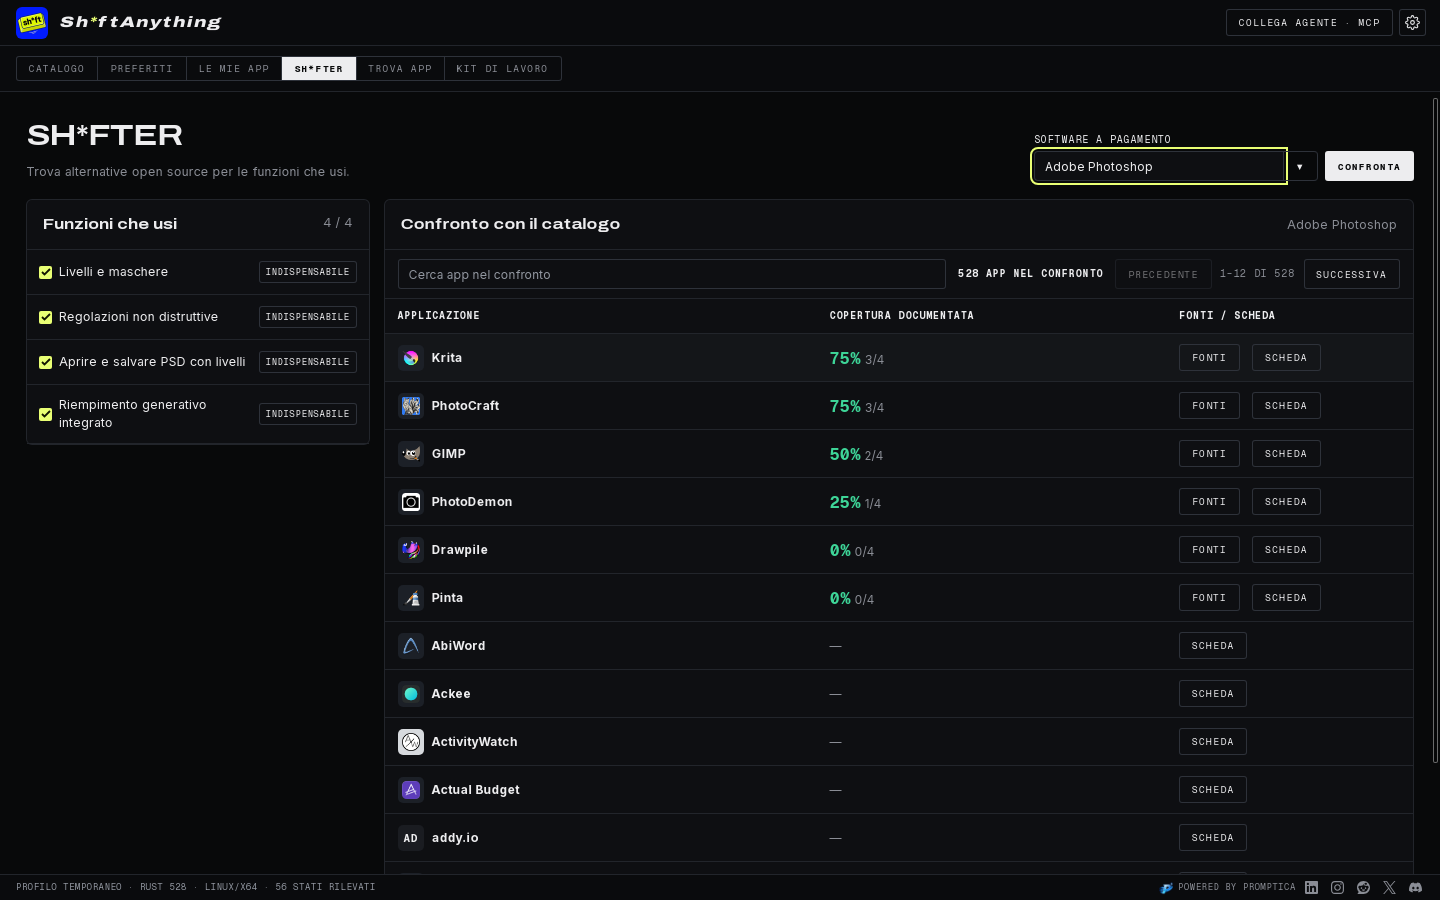 sh*ft
Sh*ftAnything
COLLEGA AGENTE · MCP
CATALOGO
PREFERITI
LE MIE APP
SH*FTER
TROVA APP
KIT DI LAVORO
SH*FTER
Trova alternative open source per le funzioni che usi.
SOFTWARE A PAGAMENTO
Adobe Photoshop
CONFRONTA
Funzioni che usi
4 / 4
Livelli e maschere
INDISPENSABILE
Regolazioni non distruttive
INDISPENSABILE
Aprire e salvare PSD con livelli
INDISPENSABILE
Riempimento generativo
integrato
INDISPENSABILE
Confronto con il catalogo
Adobe Photoshop
Cerca app nel confronto
528 APP NEL CONFRONTO
PRECEDENTE
1–12 DI 528
SUCCESSIVA
APPLICAZIONE
COPERTURA DOCUMENTATA
FONTI / SCHEDA
Krita
75% 3/4
FONTI
SCHEDA
PhotoCraft
75% 3/4
FONTI
SCHEDA
GIMP
50% 2/4
FONTI
SCHEDA
PhotoDemon
25% 1/4
FONTI
SCHEDA
Drawpile
0% 0/4
FONTI
SCHEDA
Pinta
0% 0/4
FONTI
SCHEDA
AbiWord
—
SCHEDA
Ackee
—
SCHEDA
ActivityWatch
—
SCHEDA
Actual Budget
—
SCHEDA
AD
addy.io
—
SCHEDA
PROFILO TEMPORANEO · RUST 528 · LINUX/X64 · 56 STATI RILEVATI
POWERED BY PROMPTICA